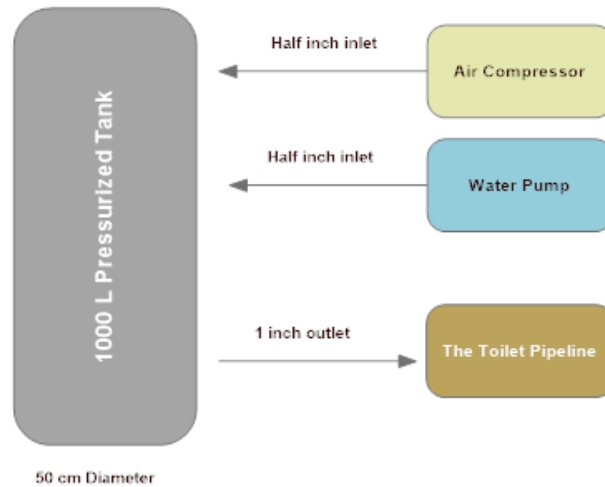 Half inch inlet
Air Compressor
1000 L Pressurized Tank
Half inch inlet
Water Pump
1 inch outlet
The Toilet Pipeline
50 cm Diameter